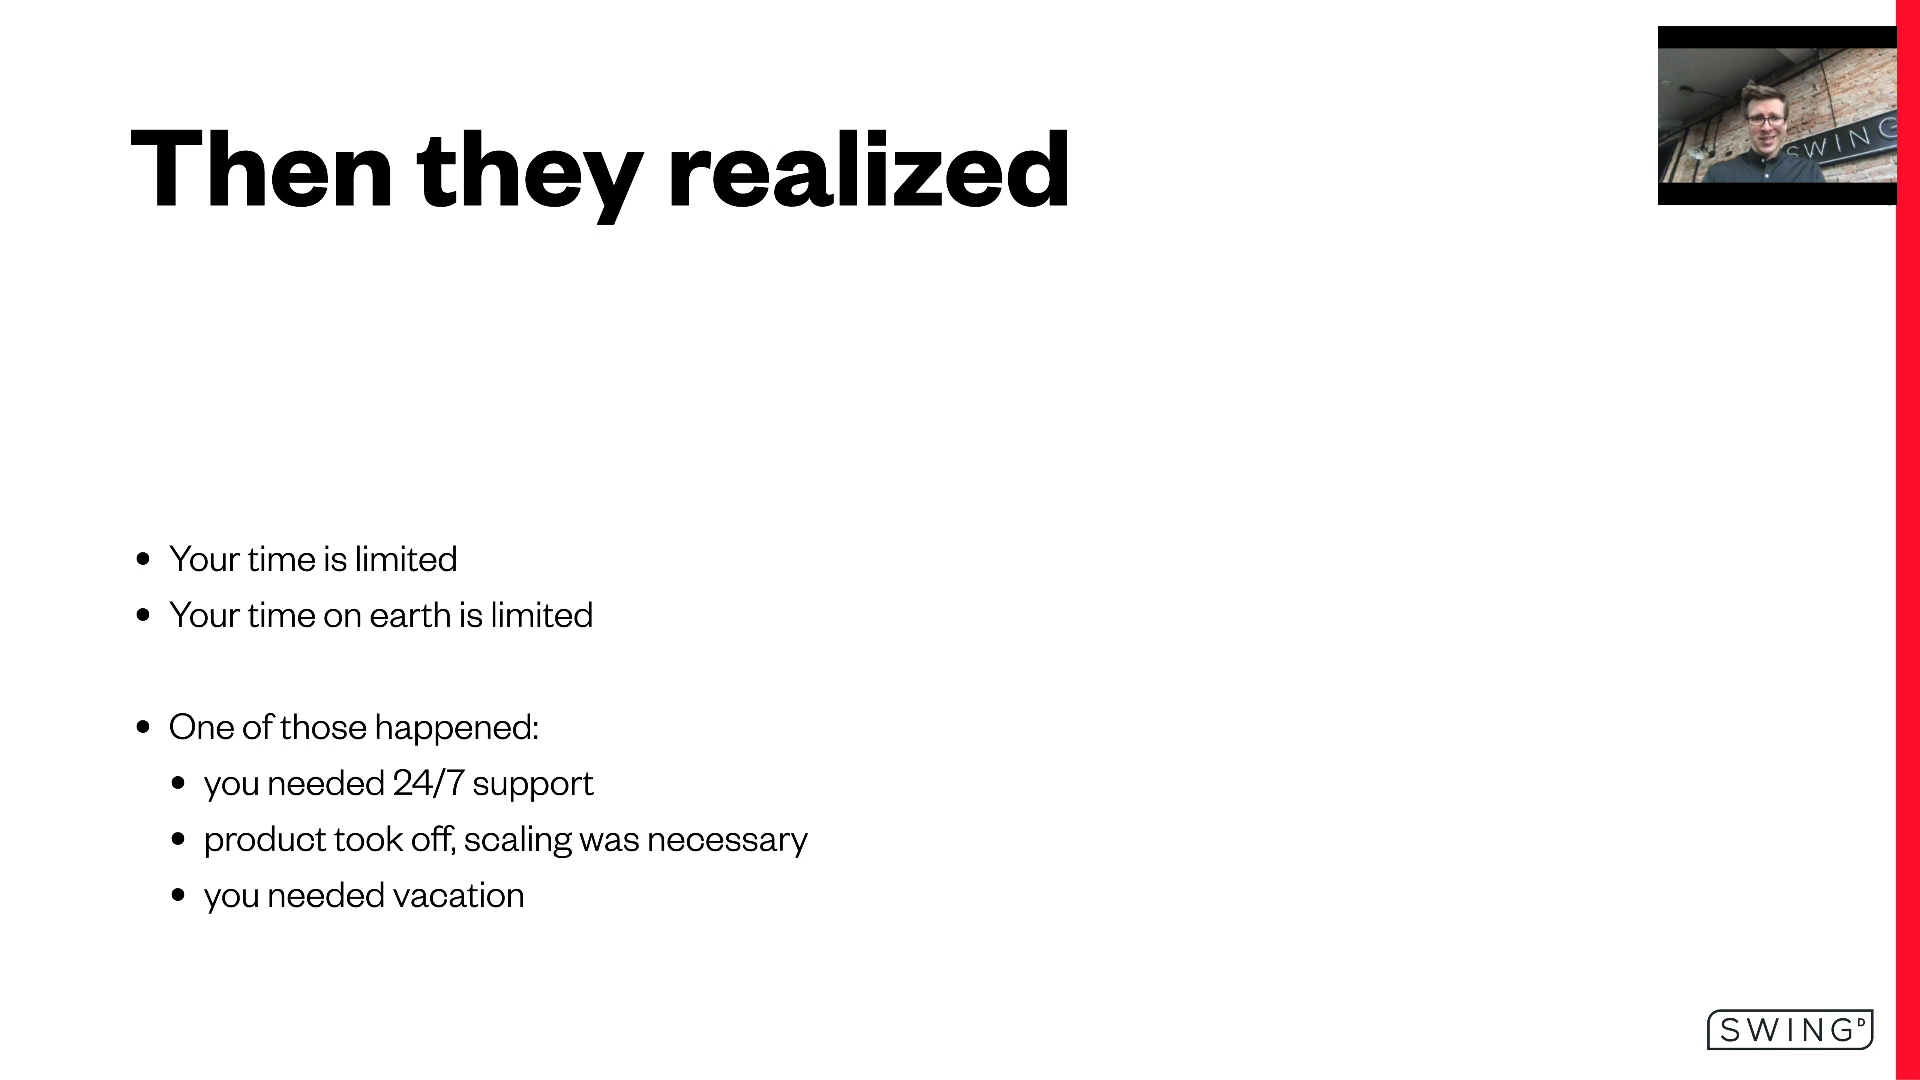 Then they realized
SWING
• Your time is limited
• Your time on earth is limited
• One of those happened:
• you needed 24/7 support
• product took off, scaling was necessary
• you needed vacation
SWINGD